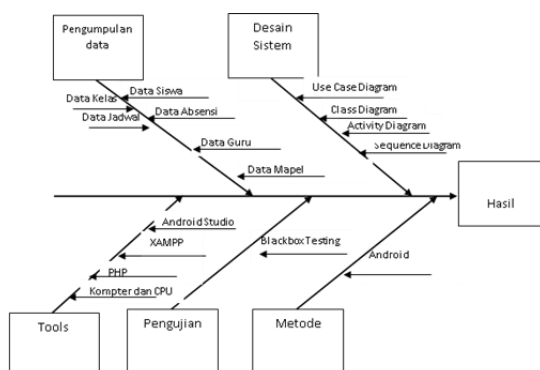 Pengumpulan
data
Desain
Sistem
Data Siswa
Data Kelas
Data Absensi
Data Jadwal
Data Guru
Data Mapel
Use Case Diagram
Class Diagram
Activity Diagram
Sequence Diagram
Hasil
Android Studio
XAMPP
PHP
Kompter dan CPU
Blackbox Testing
Android
Tools
Pengujian
Metode